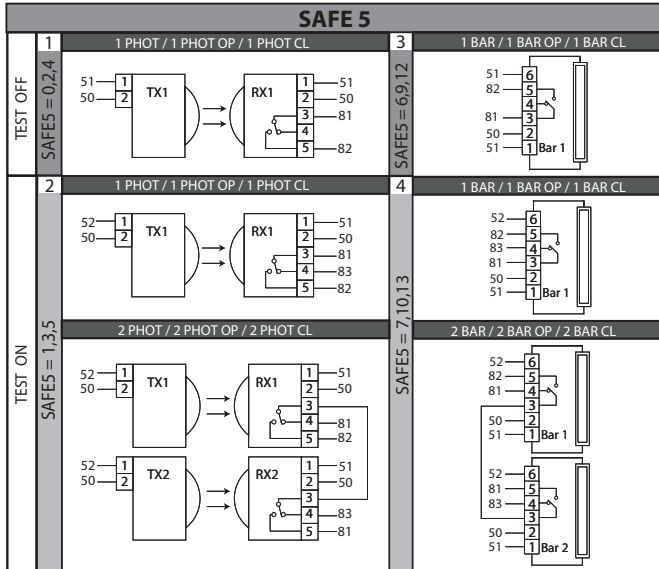 SAFE 5
TEST OFF
SAFE5 = 0,2,4
1
1 PHOT / 1 PHOT OP / 1 PHOT CL
51 1 TX1
50 2
RX1 1 51
2 50
3 81
4
5 82
SAFE5 = 6,9,12
3
1 BAR / 1 BAR OP / 1 BAR CL
51 6
82 5
4
81 3
50 2
51 1 Bar 1
TEST ON
SAFE5 = 1,3,5
2
1 PHOT / 1 PHOT OP / 1 PHOT CL
52 1 TX1
50 2
RX1 1 51
2 50
3 81
4 83
5 82
2 PHOT / 2 PHOT OP / 2 PHOT CL
52 1 TX1
50 2
RX1 1 51
2 50
3
4 81
5 82
52 1 TX2
50 2
RX2 1 51
2 50
3
4 83
5 81
SAFE5 = 7,10,13
4
1 BAR / 1 BAR OP / 1 BAR CL
52 6
82 5
83 4
81 3
50 2
51 1 Bar 1
2 BAR / 2 BAR OP / 2 BAR CL
52 6
82 5
81 4
3
50 2
51 1 Bar 1
52 6
81 5
83 4
3
50 2
51 1 Bar 2